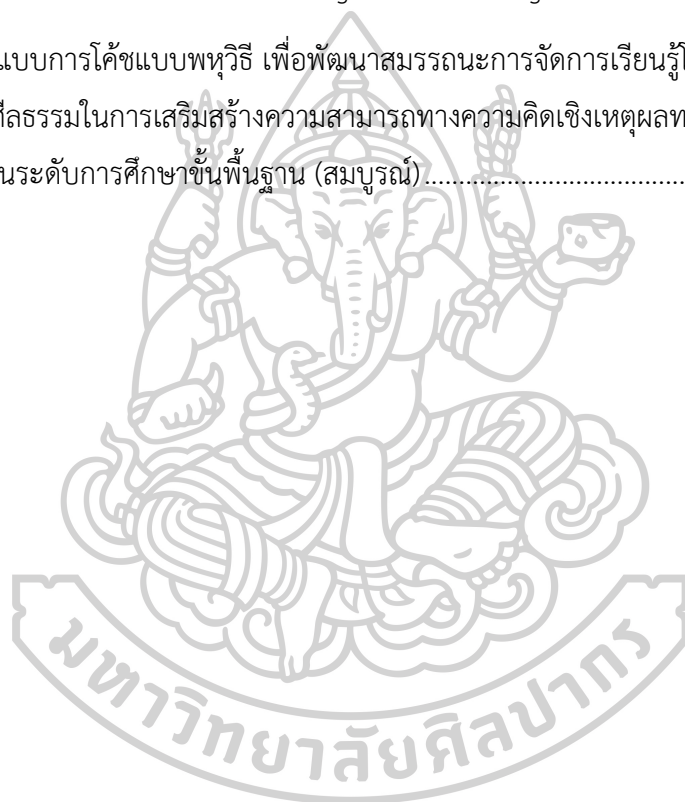 แบบการโค้ชแบบพหุวิธี เพื่อพัฒนาสมรรถนะการจัดการเรียนรู้โ
ศีลธรรมในการเสริมสร้างความสามารถทางความคิดเชิงเหตุผลท
นระดับการศึกษาขั้นพื้นฐาน (สมบูรณ์)....................................
มหาวิทยาลัยศิลปากร